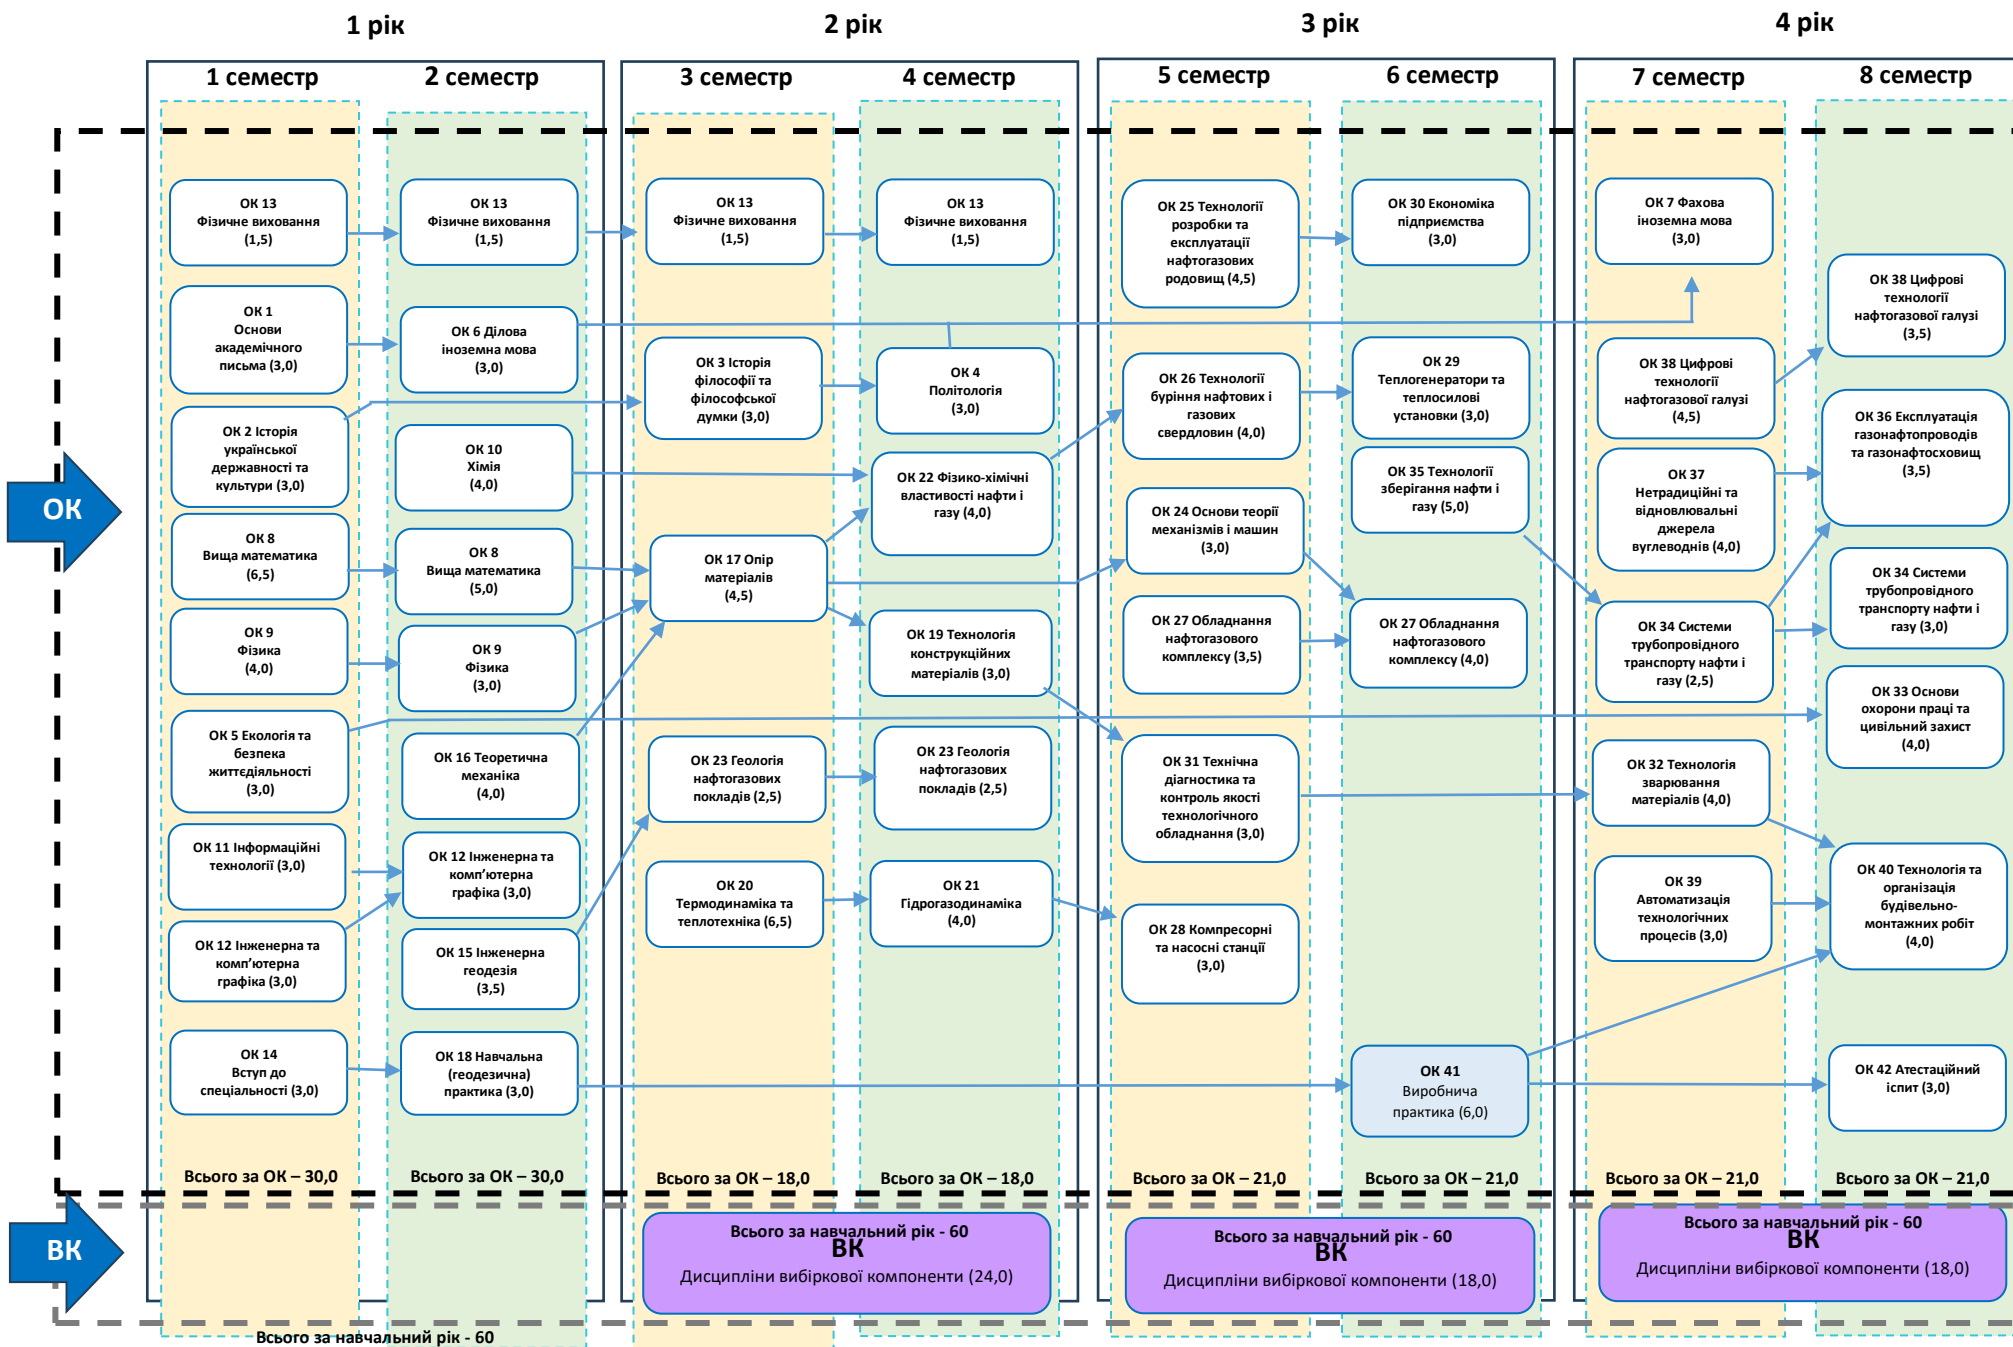 1 рік
2 рік
3 рік
4 рік
1 семестр
2 семестр
3 семестр
4 семестр
5 семестр
6 семестр
7 семестр
8 семестр
ОК
ОК 13
Фізичне виховання
(1,5)
ОК 1
Основи
академічного
письма (3,0)
ОК 2 Історія
української
державності та
культури (3,0)
ОК 8
Вища математика
(6,5)
ОК 9
Фізика
(4,0)
ОК 5 Екологія та
безпека
життєдіяльності
(3,0)
ОК 11 Інформаційні
технології (3,0)
ОК 12 Інженерна та
комп’ютерна
графіка (3,0)
ОК 14
Вступ до
спеціальності (3,0)
Всього за ОК – 30,0
ОК 13
Фізичне виховання
(1,5)
ОК 6 Ділова
іноземна мова
(3,0)
ОК 10
Хімія
(4,0)
ОК 8
Вища математика
(5,0)
ОК 9
Фізика
(3,0)
ОК 16 Теоретична
механіка
(4,0)
ОК 12 Інженерна та
комп’ютерна
графіка (3,0)
ОК 15 Інженерна
геодезія
(3,5)
ОК 18 Навчальна
(геодезична)
практика (3,0)
Всього за ОК – 30,0
ОК 13
Фізичне виховання
(1,5)
ОК 3 Історія
філософії та
філософської
думки (3,0)
ОК 17 Опір
матеріалів
(4,5)
ОК 23 Геологія
нафтогазових
покладів (2,5)
ОК 20
Термодинаміка та
теплотехніка (6,5)
Всього за ОК – 18,0
ОК 13
Фізичне виховання
(1,5)
ОК 4
Політологія
(3,0)
ОК 22 Фізико-хімічні
властивості нафти і
газу (4,0)
ОК 19 Технологія
конструкційних
матеріалів (3,0)
ОК 23 Геологія
нафтогазових
покладів (2,5)
ОК 21
Гідрогазодинаміка
(4,0)
Всього за ОК – 18,0
ОК 25 Технології
розробки та
експлуатації
нафтогазових
родовищ (4,5)
ОК 26 Технології
буріння нафтових і
газових
свердловин (4,0)
ОК 24 Основи теорії
механізмів і машин
(3,0)
ОК 27 Обладнання
нафтогазового
комплексу (3,5)
ОК 31 Технічна
діагностика та
контроль якості
технологічного
обладнання (3,0)
ОК 28 Компресорні
та насосні станції
(3,0)
Всього за ОК – 21,0
ОК 30 Економіка
підприємства
(3,0)
ОК 29
Теплогенератори та
теплосилові
установки (3,0)
ОК 35 Технології
зберігання нафти і
газу (5,0)
ОК 27 Обладнання
нафтогазового
комплексу (4,0)
ОК 41
Виробнича
практика (6,0)
Всього за ОК – 21,0
ОК 7 Фахова
іноземна мова
(3,0)
ОК 38 Цифрові
технології
нафтогазової галузі
(4,5)
ОК 37
Нетрадиційні та
відновлювальні
джерела
вуглеводнів (4,0)
ОК 34 Системи
трубопровідного
транспорту нафти і
газу (2,5)
ОК 32 Технологія
зварювання
матеріалів (4,0)
ОК 39
Автоматизація
технологічних
процесів (3,0)
Всього за ОК – 21,0
ОК 38 Цифрові
технології
нафтогазової галузі
(3,5)
ОК 36 Експлуатація
газонафтопроводів
та газонафтосховищ
(3,5)
ОК 34 Системи
трубопровідного
транспорту нафти і
газу (3,0)
ОК 33 Основи
охорони праці та
цивільний захист
(4,0)
ОК 40 Технологія та
організація
будівельно-
монтажних робіт
(4,0)
ОК 42 Атестаційний
іспит (3,0)
Всього за ОК – 21,0
ВК
Всього за навчальний рік - 60
Всього за навчальний рік - 60
ВК
Дисципліни вибіркової компоненти (24,0)
Всього за навчальний рік - 60
ВК
Дисципліни вибіркової компоненти (18,0)
Всього за навчальний рік - 60
ВК
Дисципліни вибіркової компоненти (18,0)